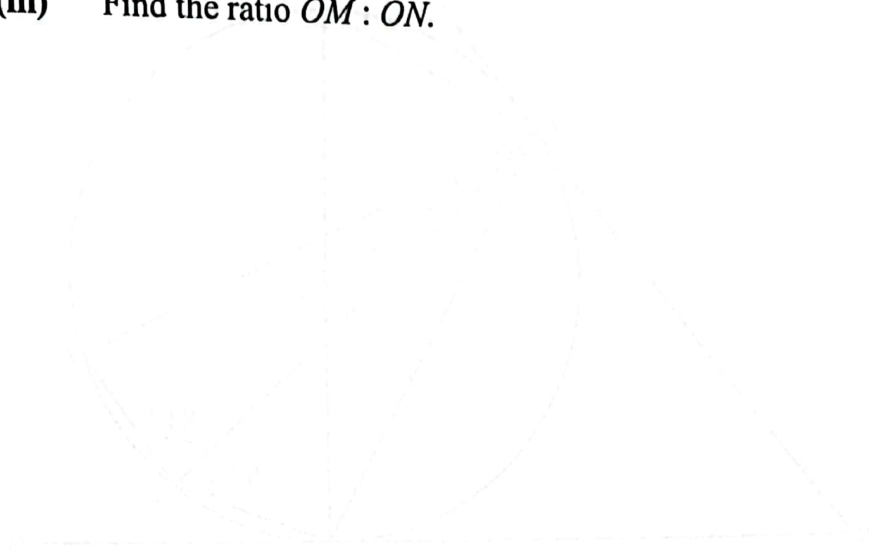 (iii) Find the ratio OM : ON.